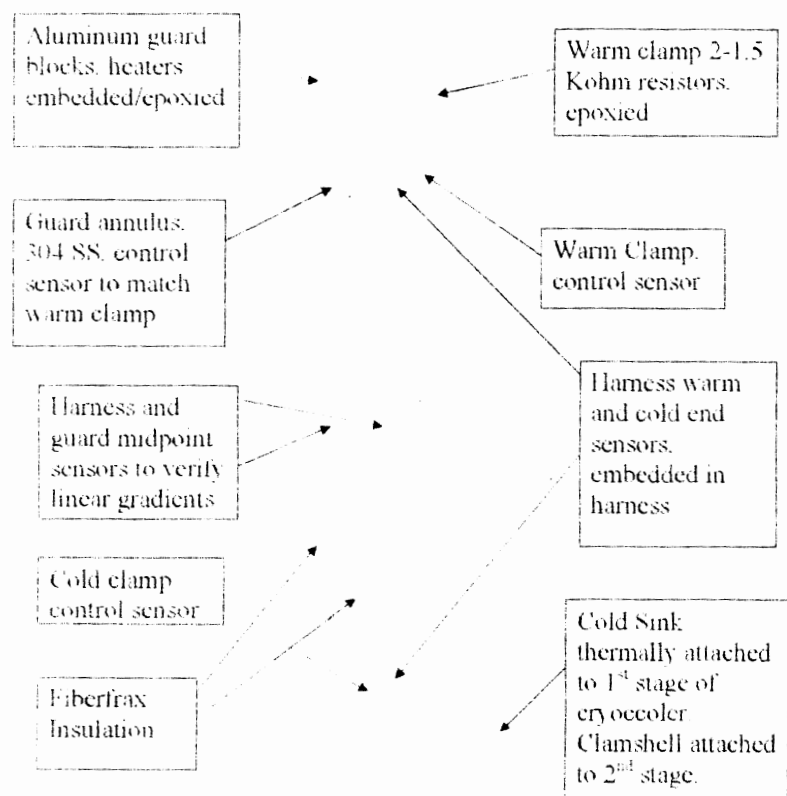 Aluminum guard
blocks. heaters
embedded/epoxied
Warm clamp 2-1.5
Kohm resistors.
epoxied
Guard annulus.
304 SS. control
sensor to match
warm clamp
Warm Clamp.
control sensor
Harness and
guard midpoint
sensors to verify
linear gradients
Harness warm
and cold end
sensors.
embedded in
harness
Cold clamp
control sensor
Fiberfrax
Insulation
Cold Sink
thermally attached
to 1st stage of
cryoccoler.
Clamshell attached
to 2nd stage.